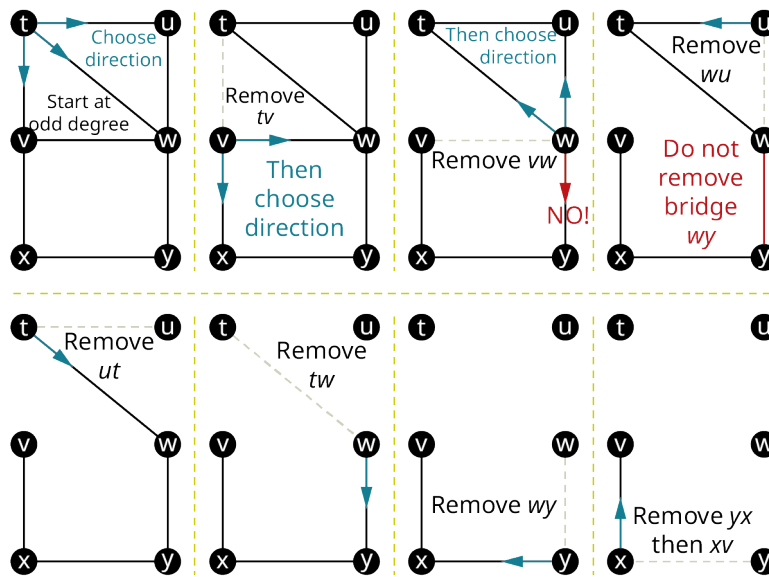 t
u
Choose
direction
Start at
odd degree
v
w
x
y
t
u
Remove
tv
v
w
Then
choose
direction
x
y
t
u
Then choose
direction
v
w
Remove vw
NO!
x
y
t
u
Remove
wu
v
w
Do not
remove
bridge
wy
x
y
t
u
Remove
ut
v
w
x
y
t
u
Remove
tw
v
w
x
y
t
u
v
w
Remove wy
x
y
t
u
v
w
Remove yx
then xv
x
y